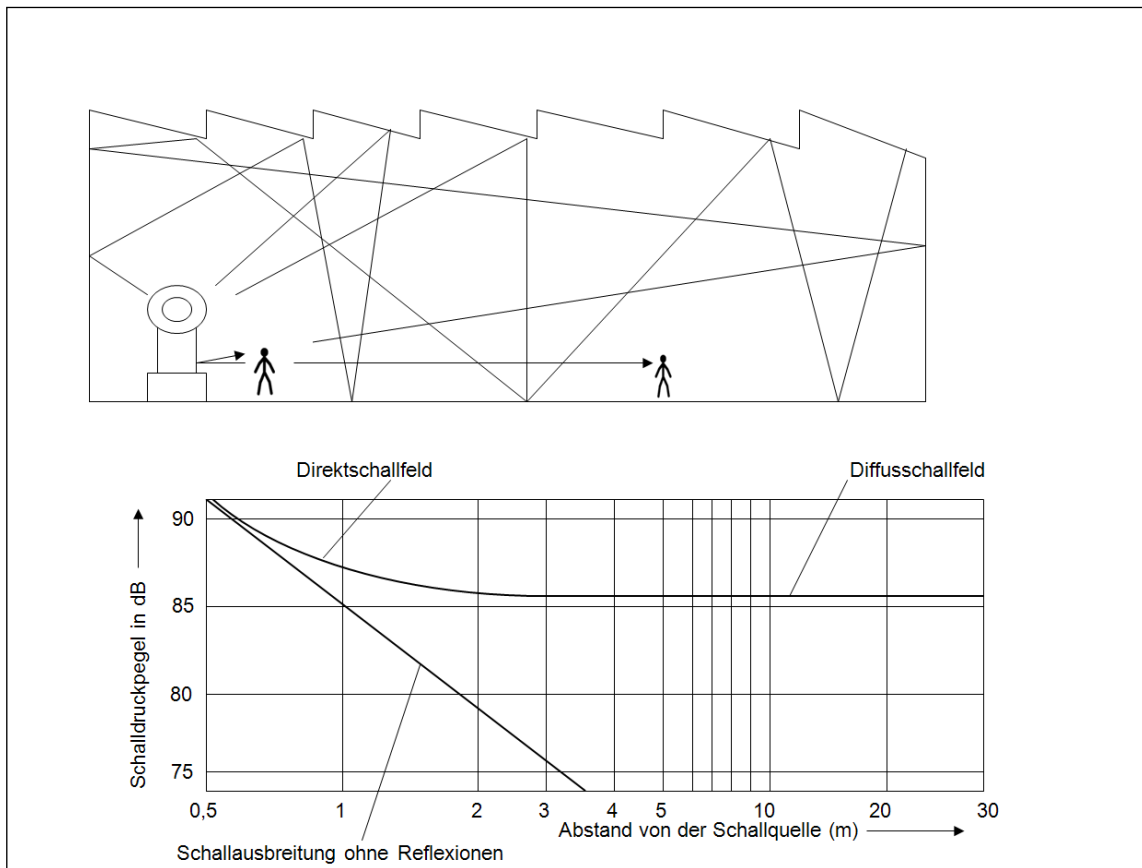 Direktschallfeld
Diffusschallfeld
Schalldruckpegel in dB
90
85
80
75
0,5 1 2 3 4 5 10 20 30
Abstand von der Schallquelle (m)
Schallausbreitung ohne Reflexionen